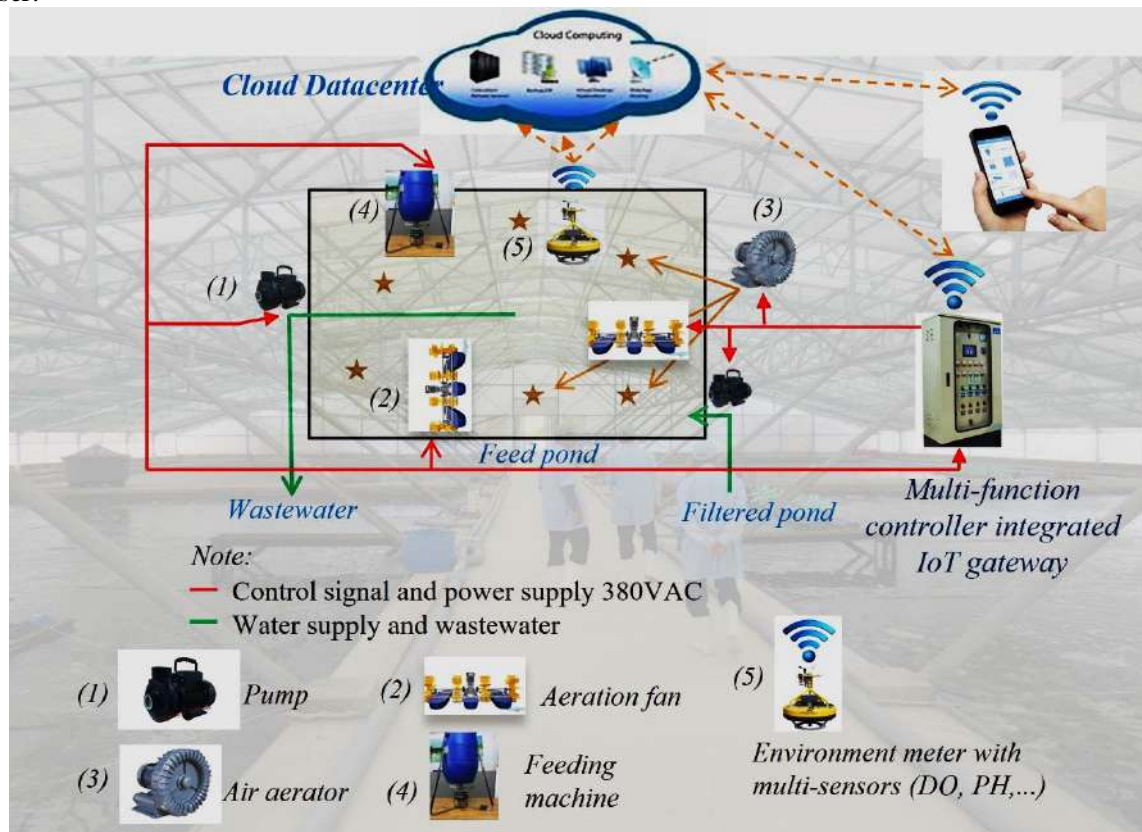 ser.
Cloud Computing
Cloud Datacenter
(4)
(5)
(3)
(1)
(2)
Feed pond
Wastewater
Filtered pond
Multi-function
controller integrated
IoT gateway
Note:
Control signal and power supply 380VAC
Water supply and wastewater
(1)
Pump
(2)
Aeration fan
(5)
(3)
Air aerator
(4)
Feeding
machine
Environment meter with
multi-sensors (DO, PH,...)